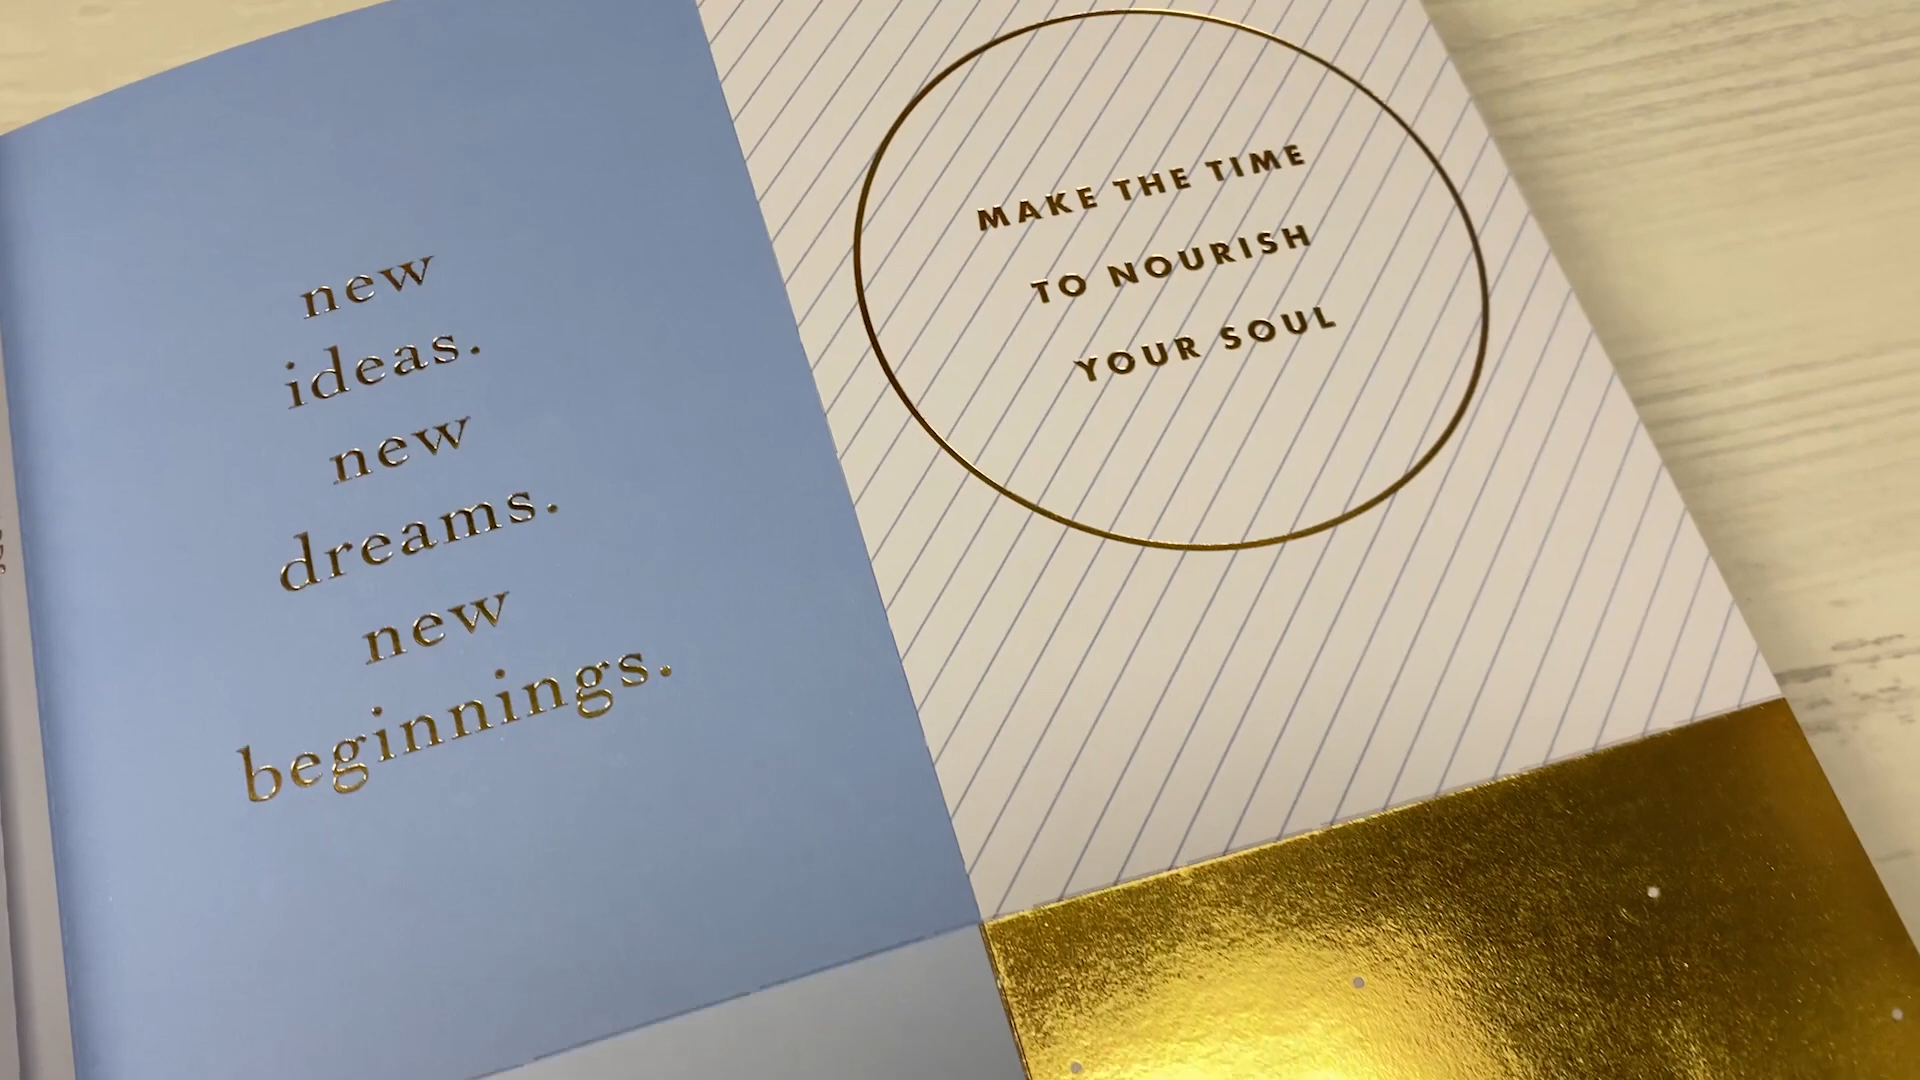 new
ideas.
new
dreams.
new
beginnings.
MAKE THE TIME
TO NOURISH
YOUR SOUL